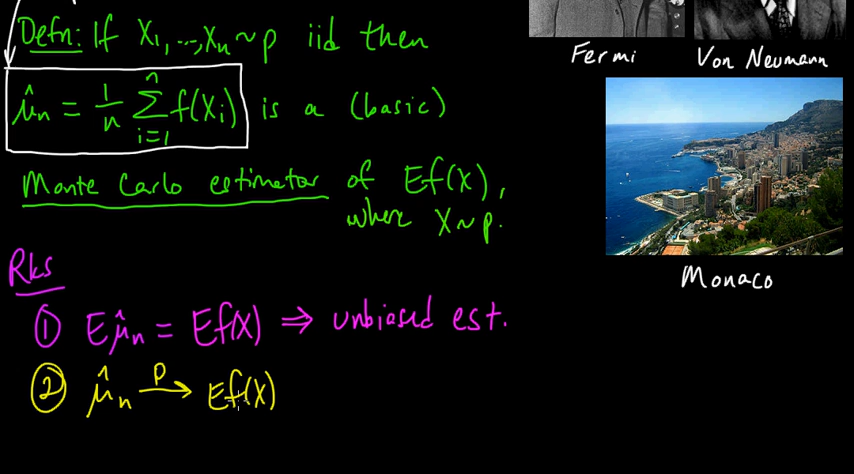 Defn: If X₁, ..., Xₙ ~ p iid then
μ̂ₙ = 1/n ∑ᵢ₌₁ⁿ f(Xᵢ) is a (basic)
Monte Carlo estimator of Ef(X),
where X~p.
Rks
① Eμ̂ₙ = Ef(X) ⇒ unbiased est.
② μ̂ₙ →ᴾ Ef(X)
Fermi
Von Neumann
Monaco